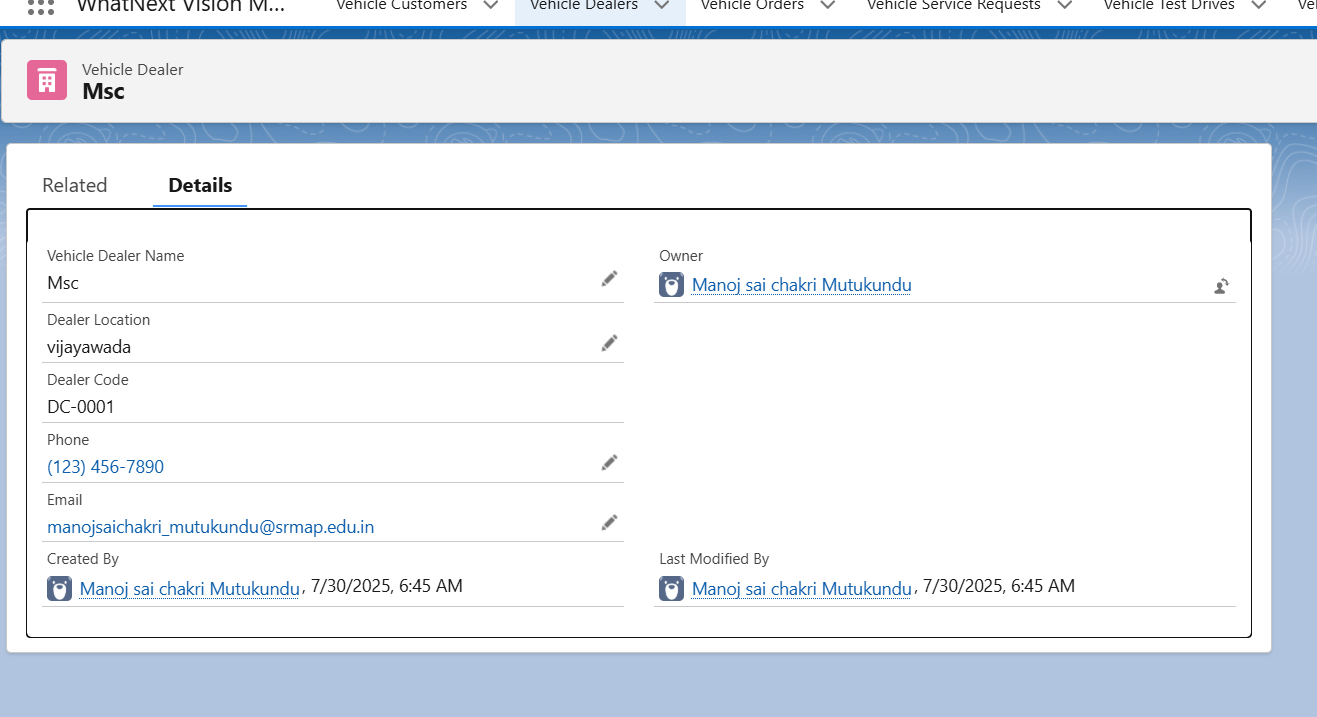 WhatNext Vision M... Vehicle Customers Vehicle Dealers Vehicle Orders Vehicle Service Requests Vehicle Test Drives
Vehicle Dealer
Msc
Related Details
Vehicle Dealer Name
Msc
Owner
Manoj sai chakri Mutukundu
Dealer Location
vijayawada
Dealer Code
DC-0001
Phone
(123) 456-7890
Email
manojsaichakri_mutukundu@srmap.edu.in
Created By
Manoj sai chakri Mutukundu, 7/30/2025, 6:45 AM
Last Modified By
Manoj sai chakri Mutukundu, 7/30/2025, 6:45 AM